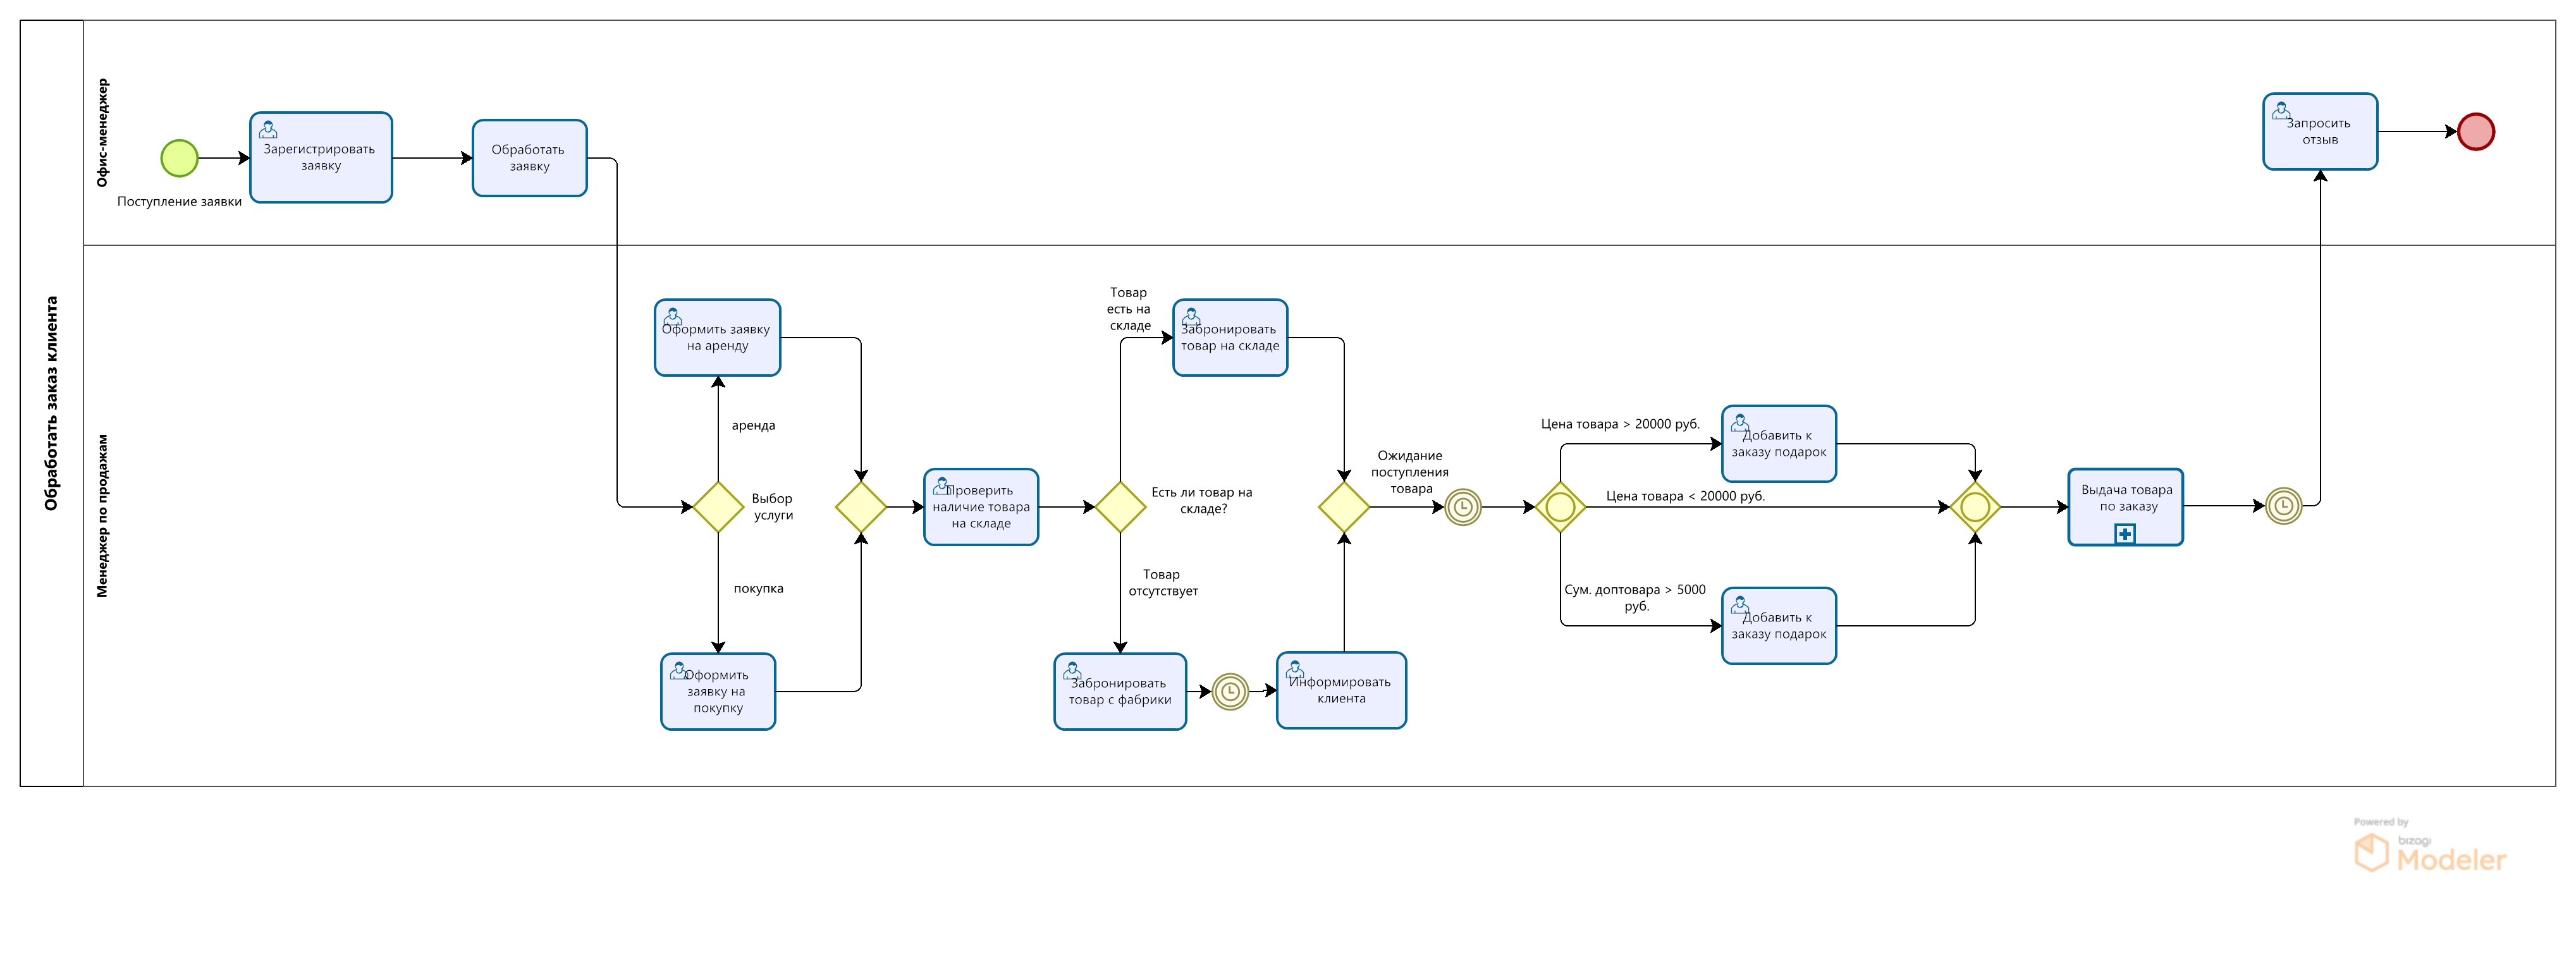 Обработать заказ клиента
Офис-менеджер
Поступление заявки
Зарегистрировать
заявку
Обработать
заявку
Запросить
отзыв
Менеджер по продажам
Оформить заявку
на аренду
аренда
Выбор
услуги
покупка
Оформить
заявку на
покупку
Проверить
наличие товара
на складе
Товар
есть на
складе
Забронировать
товар на складе
Есть ли товар на
складе?
Товар
отсутствует
Забронировать
товар с фабрики
Информировать
клиента
Ожидание
поступления
товара
Цена товара > 20000 руб.
Добавить к
заказу подарок
Цена товара < 20000 руб.
Сум. доптовара > 5000
руб.
Добавить к
заказу подарок
Выдача товара
по заказу
Powered by
bizagi
Modeler